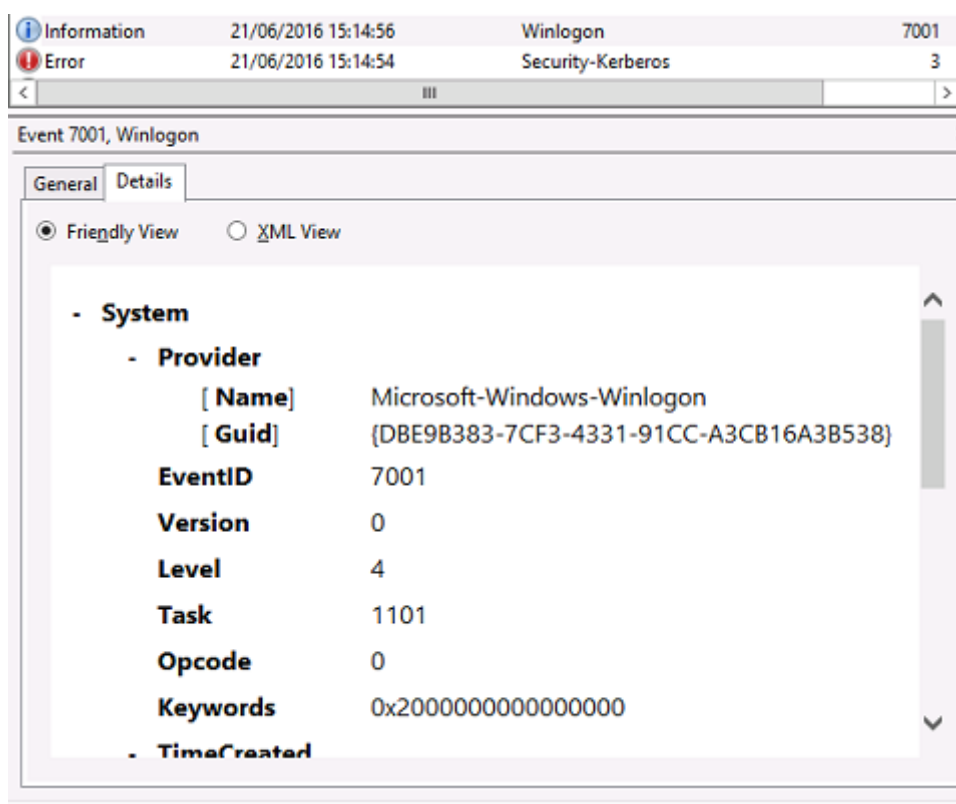 Information 21/06/2016 15:14:56 Winlogon 7001
Error 21/06/2016 15:14:54 Security-Kerberos 3
Event 7001, Winlogon
General Details
Friendly View XML View
- System
- Provider
[ Name] Microsoft-Windows-Winlogon
[ Guid] {DBE9B383-7CF3-4331-91CC-A3CB16A3B538}
EventID 7001
Version 0
Level 4
Task 1101
Opcode 0
Keywords 0x2000000000000000
- TimeCreated